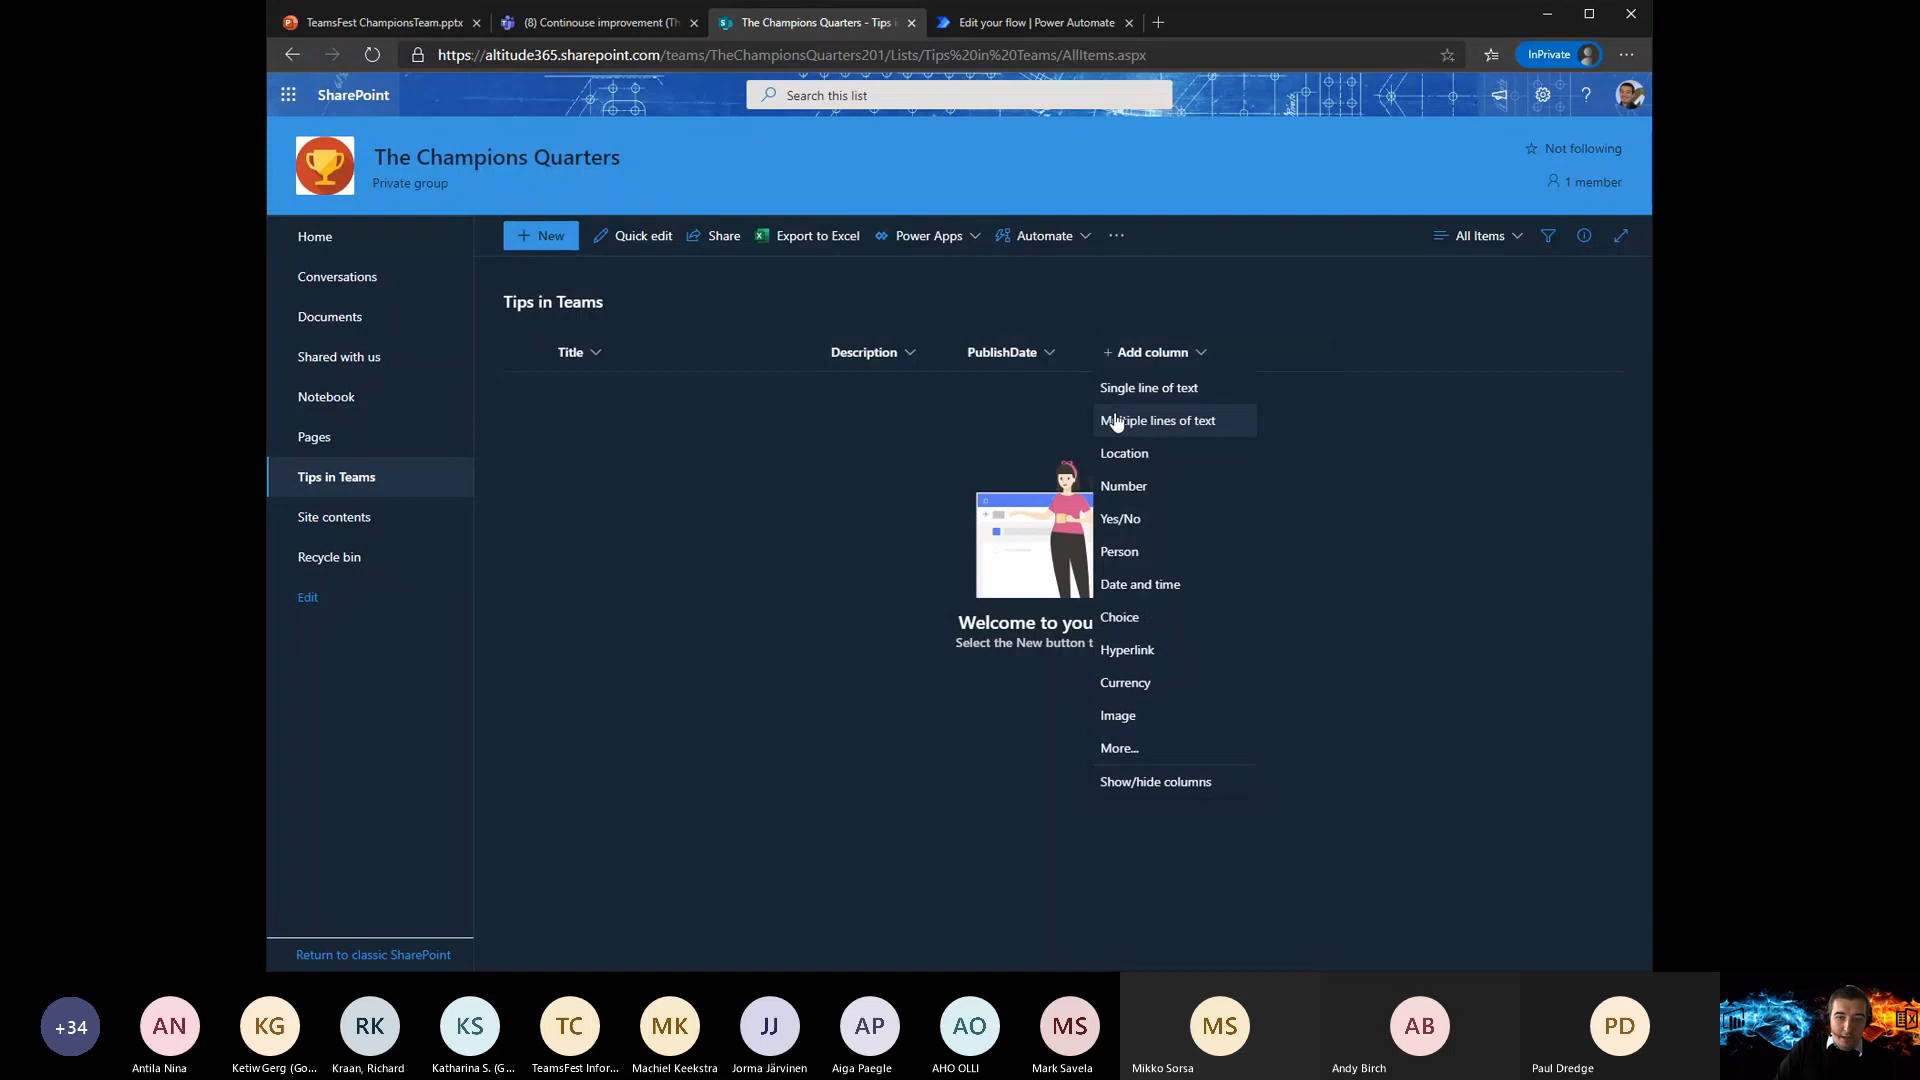 TeamsFest ChampionsTeam.pptx
(8) Continouse improvement (Th
The Champions Quarters - Tips i
Edit your flow | Power Automate
https://altitude365.sharepoint.com/teams/TheChampionsQuarters201/Lists/Tips%20in%20Teams/AllItems.aspx
InPrivate
SharePoint
Search this list
The Champions Quarters
Private group
Not following
1 member
New
Quick edit
Share
Export to Excel
Power Apps
Automate
All Items
Home
Conversations
Documents
Shared with us
Notebook
Pages
Tips in Teams
Site contents
Recycle bin
Edit
Return to classic SharePoint
Tips in Teams
Title
Description
PublishDate
Add column
Single line of text
Multiple lines of text
Location
Number
Yes/No
Person
Date and time
Choice
Hyperlink
Currency
Image
More...
Show/hide columns
Welcome to you
Select the New button t
+34
AN
KG
RK
KS
TC
MK
JJ
AP
AO
MS
MS
AB
PD
Antila Nina
Ketiw Gerg (Go...
Kraan, Richard
Katharina S. (G...
TeamsFest Infor...
Machiel Keekstra
Jorma Järvinen
Aiga Paegle
AHO OLLI
Mark Savela
Mikko Sorsa
Andy Birch
Paul Dredge